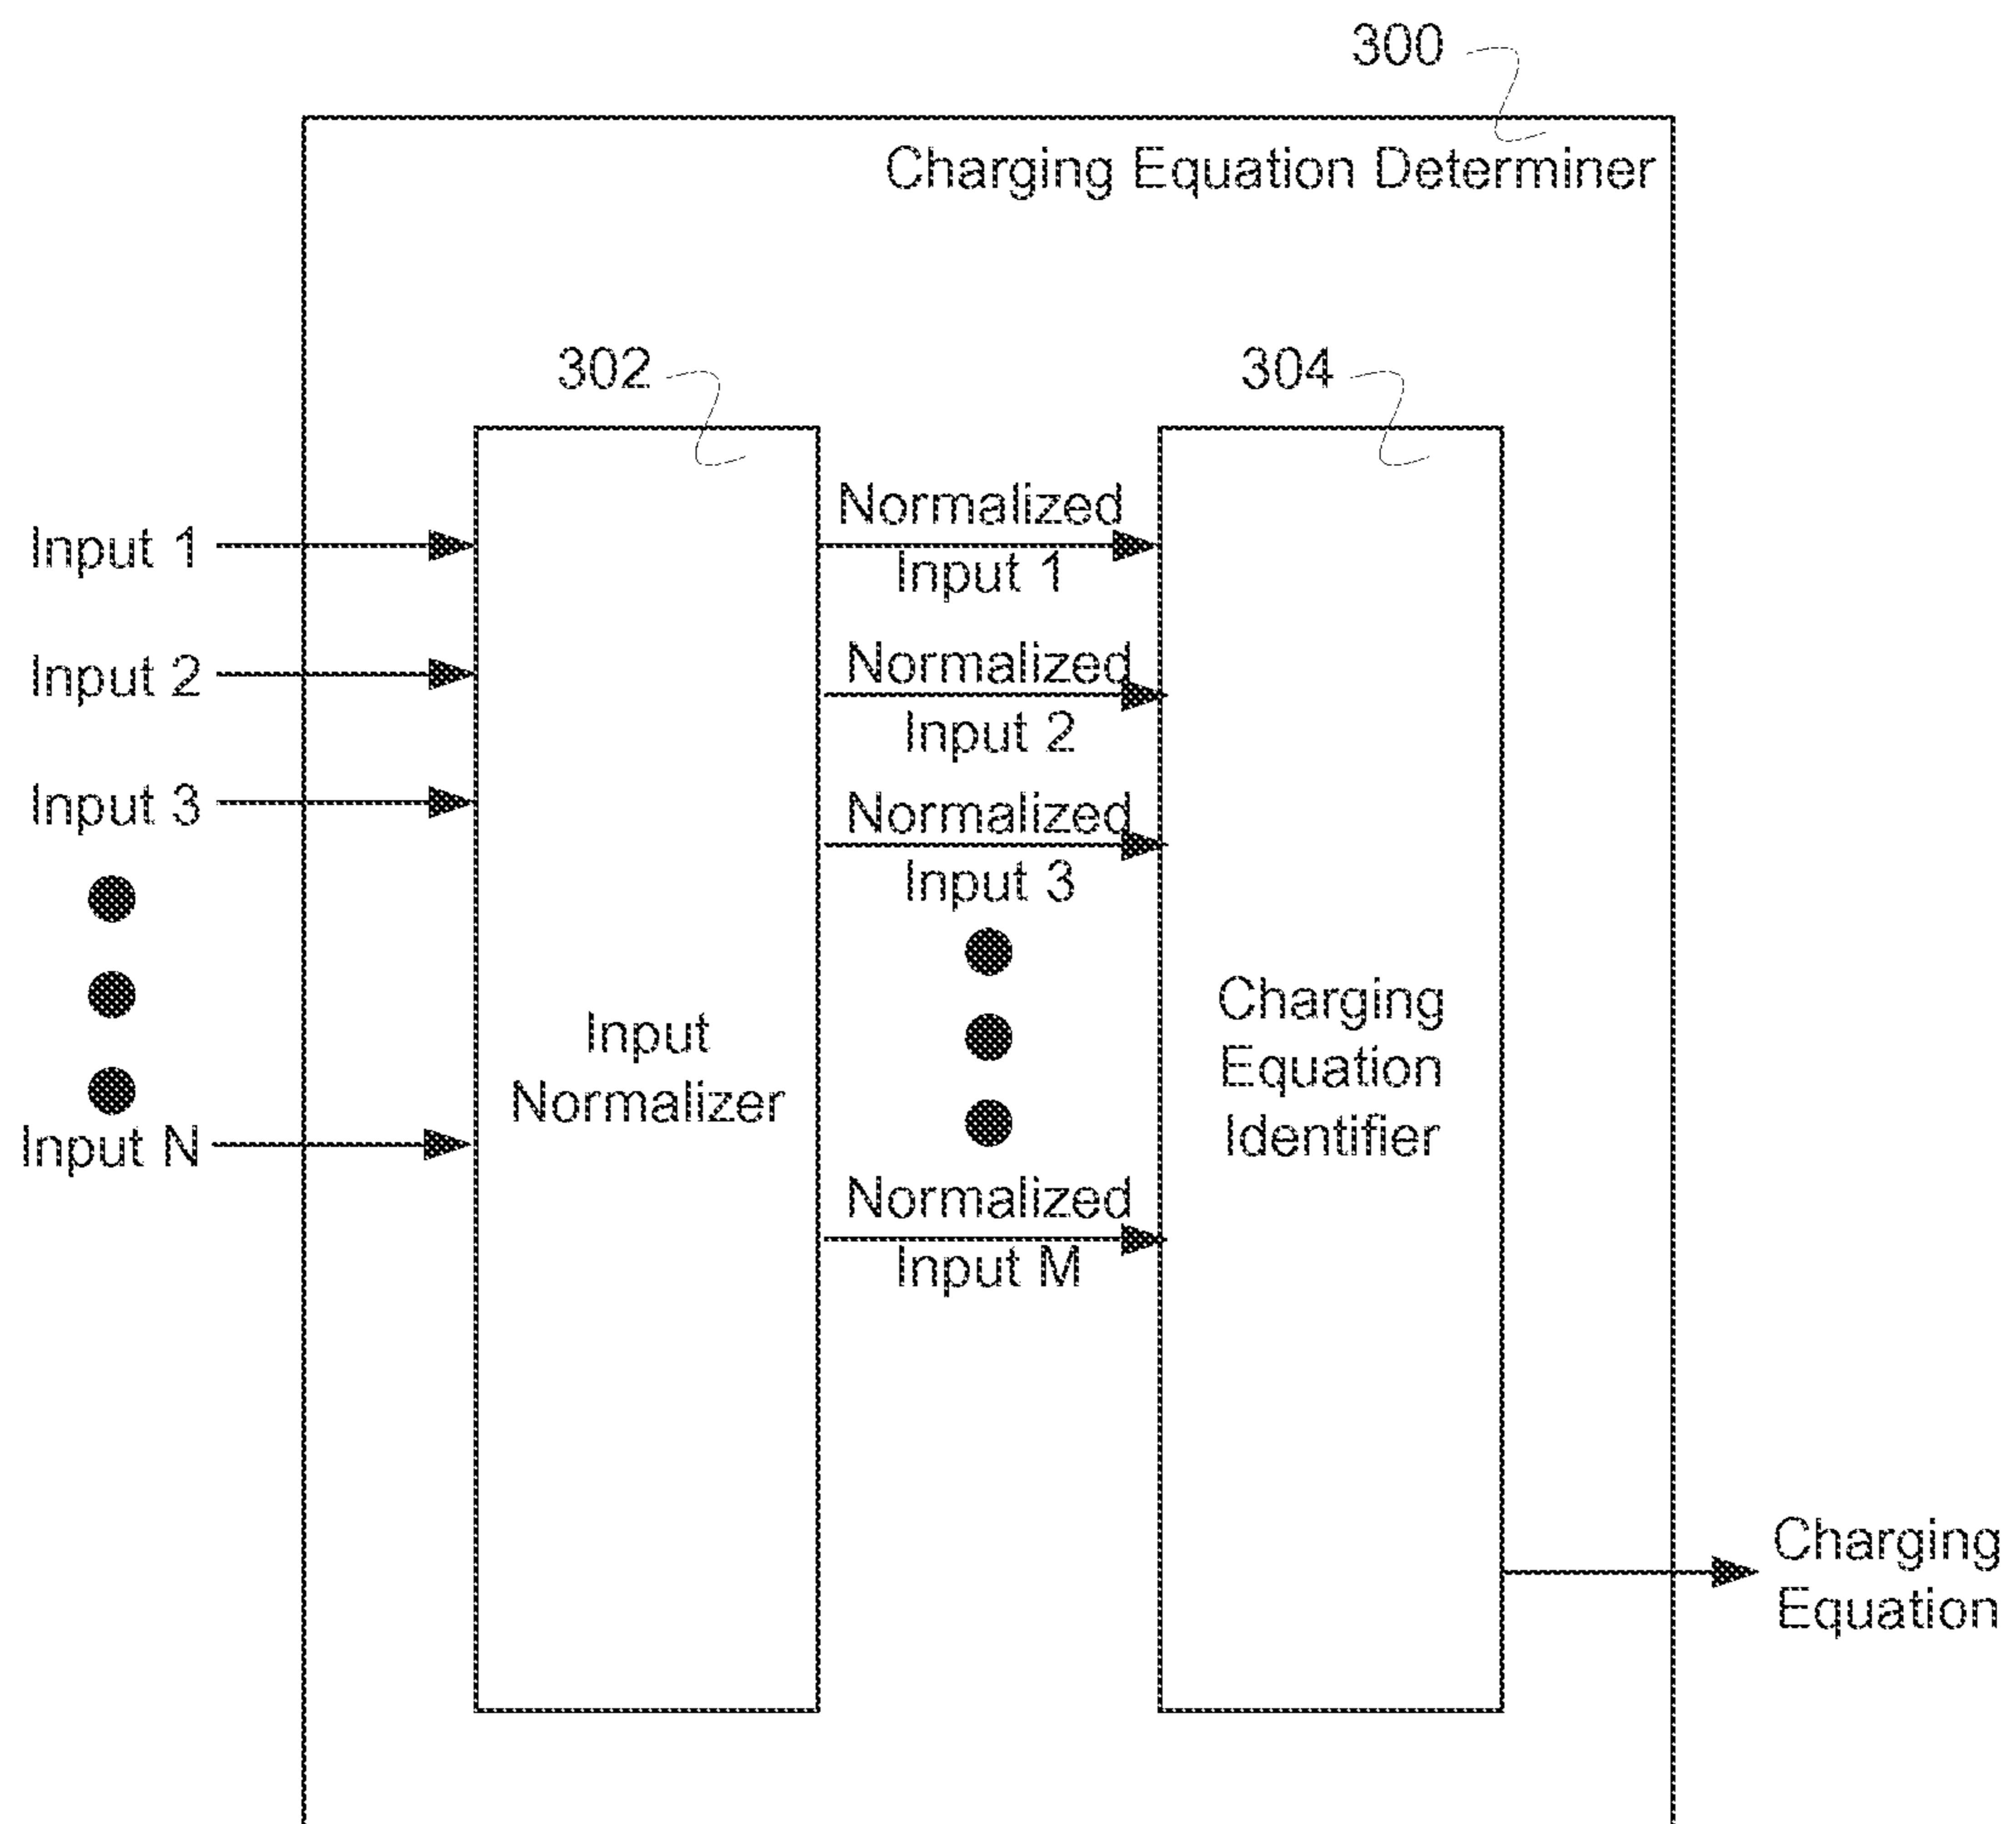 300
Charging Equation Determiner
302
304
Input 1
Normalized
Input 1
Input 2
Normalized
Input 2
Input 3
Normalized
Input 3
Input
Normalizer
Charging
Equation
Identifier
Input N
Normalized
Input M
Charging
Equation